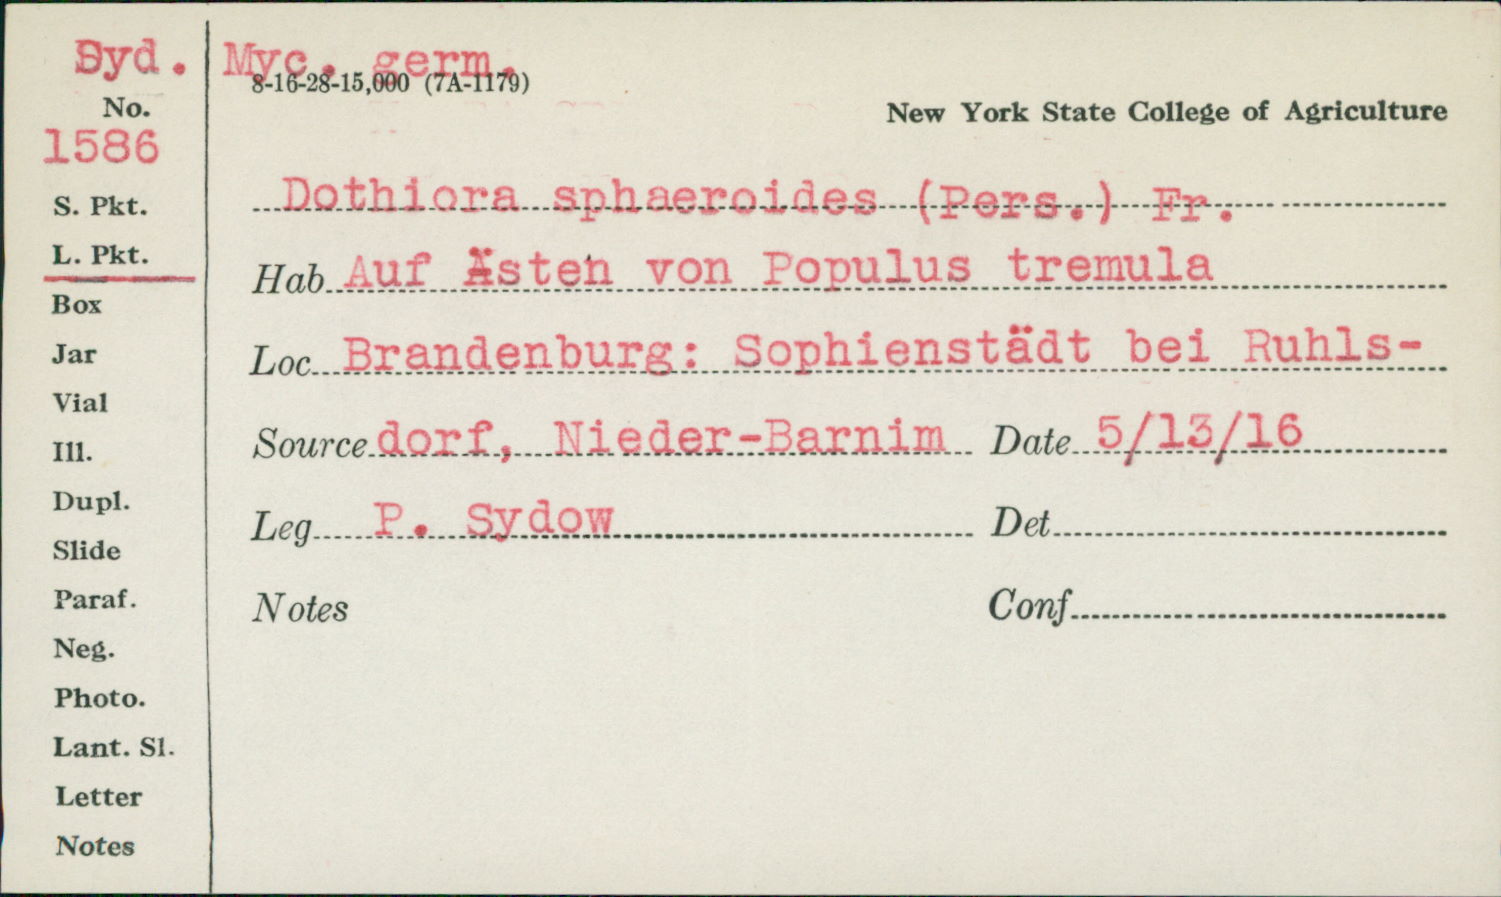 Syd. Myc. germ.
8-16-28-15,000 (7A-1179)
No.
New York State College of Agriculture
1586
S. Pkt.
Dothiora sphaeroides (Pers.) Fr.
L. Pkt.
Hab Auf Ästen von Populus tremula
Box
Jar
Loc Brandenburg: Sophienstädt bei Ruhls-
Vial
Ill.
Source dorf, Nieder-Barnim Date 5/13/16
Dupl.
Leg P. Sydow Det
Slide
Paraf.
Notes Conf
Neg.
Photo.
Lant. Sl.
Letter
Notes